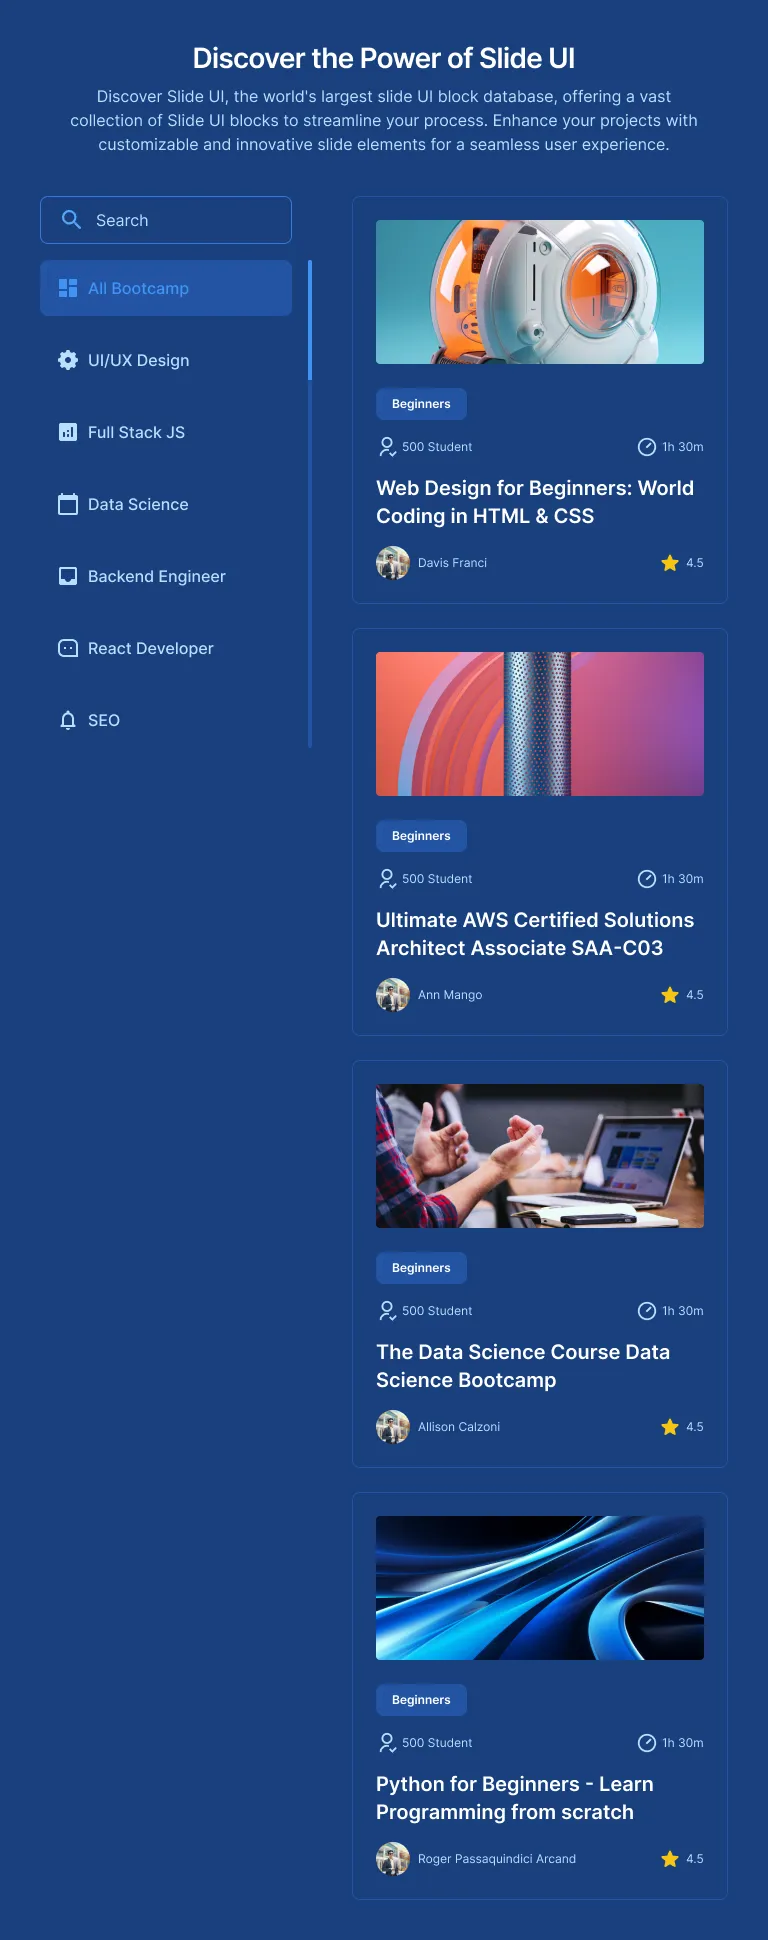 Discover the Power of Slide UI
Discover Slide UI, the world's largest slide UI block database, offering a vast
collection of Slide UI blocks to streamline your process. Enhance your projects with
customizable and innovative slide elements for a seamless user experience.
Search
All Bootcamp
UI/UX Design
Full Stack JS
Data Science
Backend Engineer
React Developer
SEO
Beginners
500 Student
1h 30m
Web Design for Beginners: World
Coding in HTML & CSS
Davis Franci
4.5
Beginners
500 Student
1h 30m
Ultimate AWS Certified Solutions
Architect Associate SAA-C03
Ann Mango
4.5
Beginners
500 Student
1h 30m
The Data Science Course Data
Science Bootcamp
Allison Calzoni
4.5
Beginners
500 Student
1h 30m
Python for Beginners - Learn
Programming from scratch
Roger Passaquindici Arcand
4.5